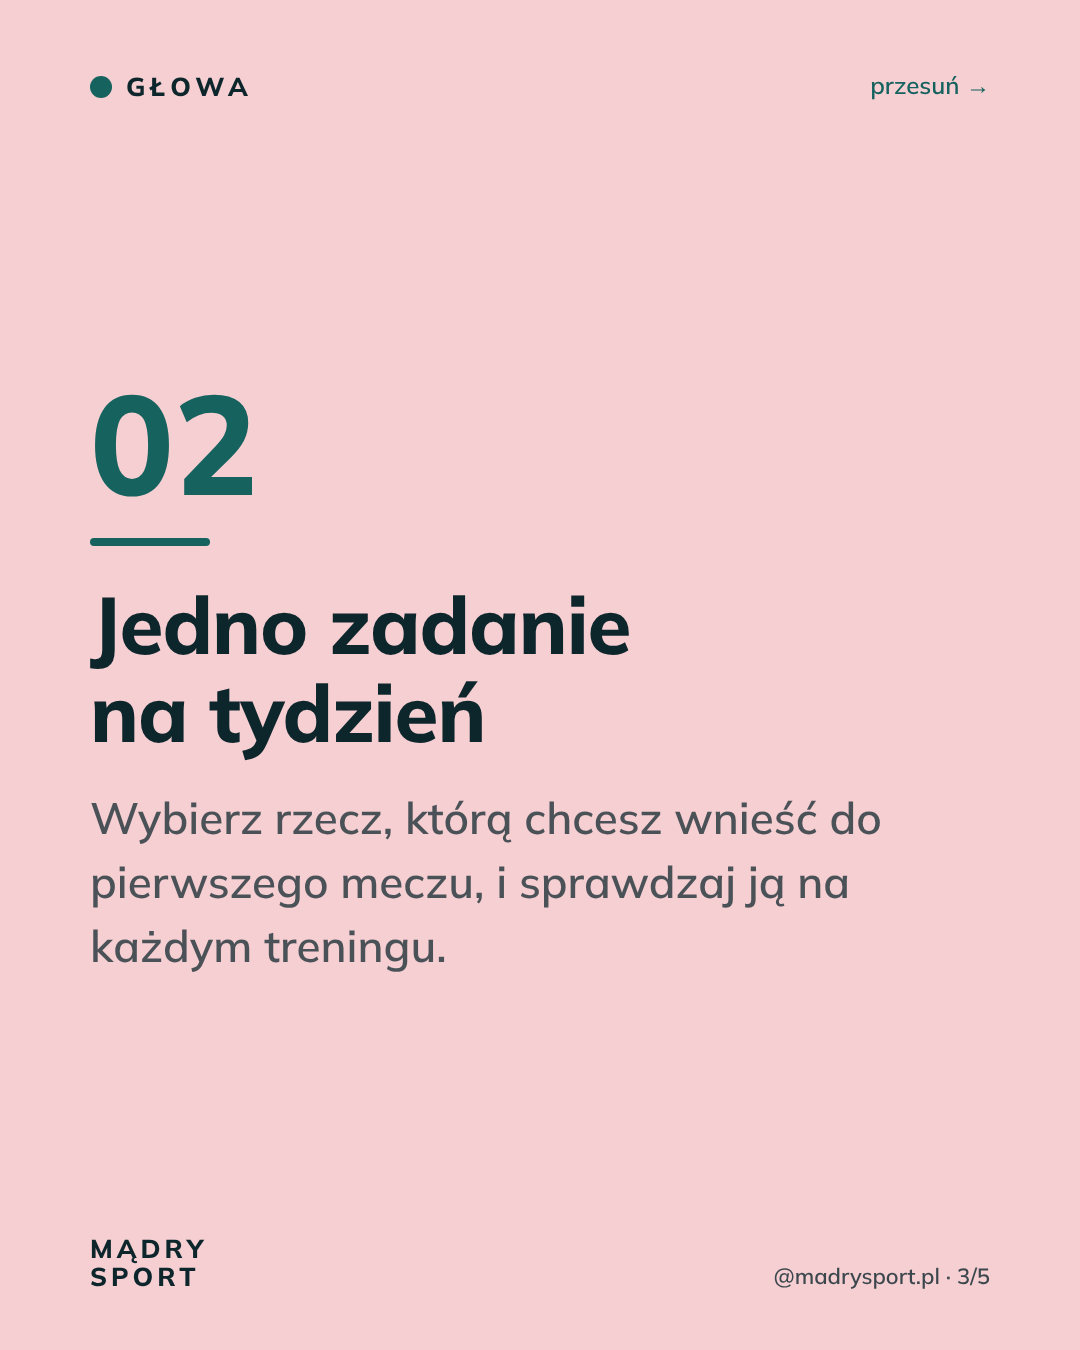 GŁOWA
przesuń →
02
Jedno zadanie
na tydzień
Wybierz rzecz, którą chcesz wnieść do
pierwszego meczu, i sprawdzaj ją na
każdym treningu.
MĄDRY
SPORT
@madrysport.pl · 3/5